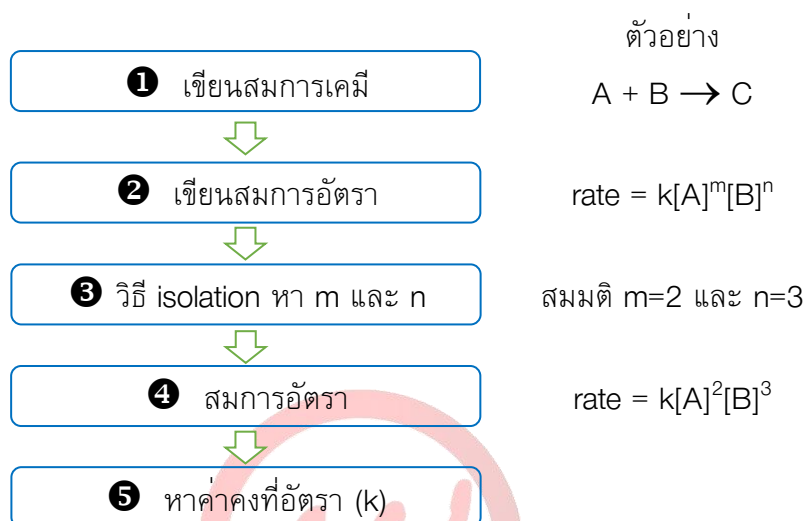 ตัวอย่าง
❶ เขียนสมการเคมี
A + B → C
❷ เขียนสมการอัตรา
rate = k[A]^m[B]^n
❸ วิธี isolation หา m และ n
สมมติ m=2 และ n=3
❹ สมการอัตรา
rate = k[A]²[B]³
❺ หาค่าคงที่อัตรา (k)